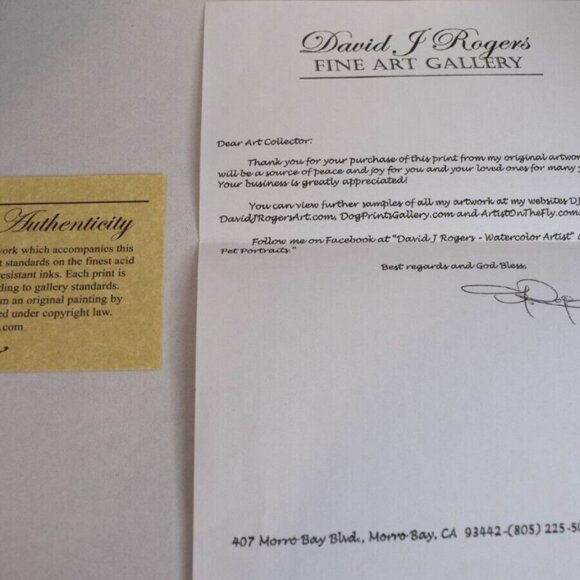 Authenticity
work which accompanies this
standards on the finest acid
resistant inks. Each print is
ding to gallery standards.
m an original painting by
ed under copyright law.
.com
David J Rogers
FINE ART GALLERY
Dear Art Collector:
Thank you for your purchase of this print from my original artwor
will be a source of peace and joy for you and your loved ones for many y
Your business is greatly appreciated!
You can view further samples of all my artwork at my websites DJ
DavidJRogersArt.com, DogPrintsGallery.com and ArtistOnTheFly.com.
Follow me on Facebook at "David J Rogers - Watercolor Artist"
Pet Portraits."
Best regards and God Bless,
407 Morro Bay Blvd., Morro Bay, CA 93442-(805) 225-50